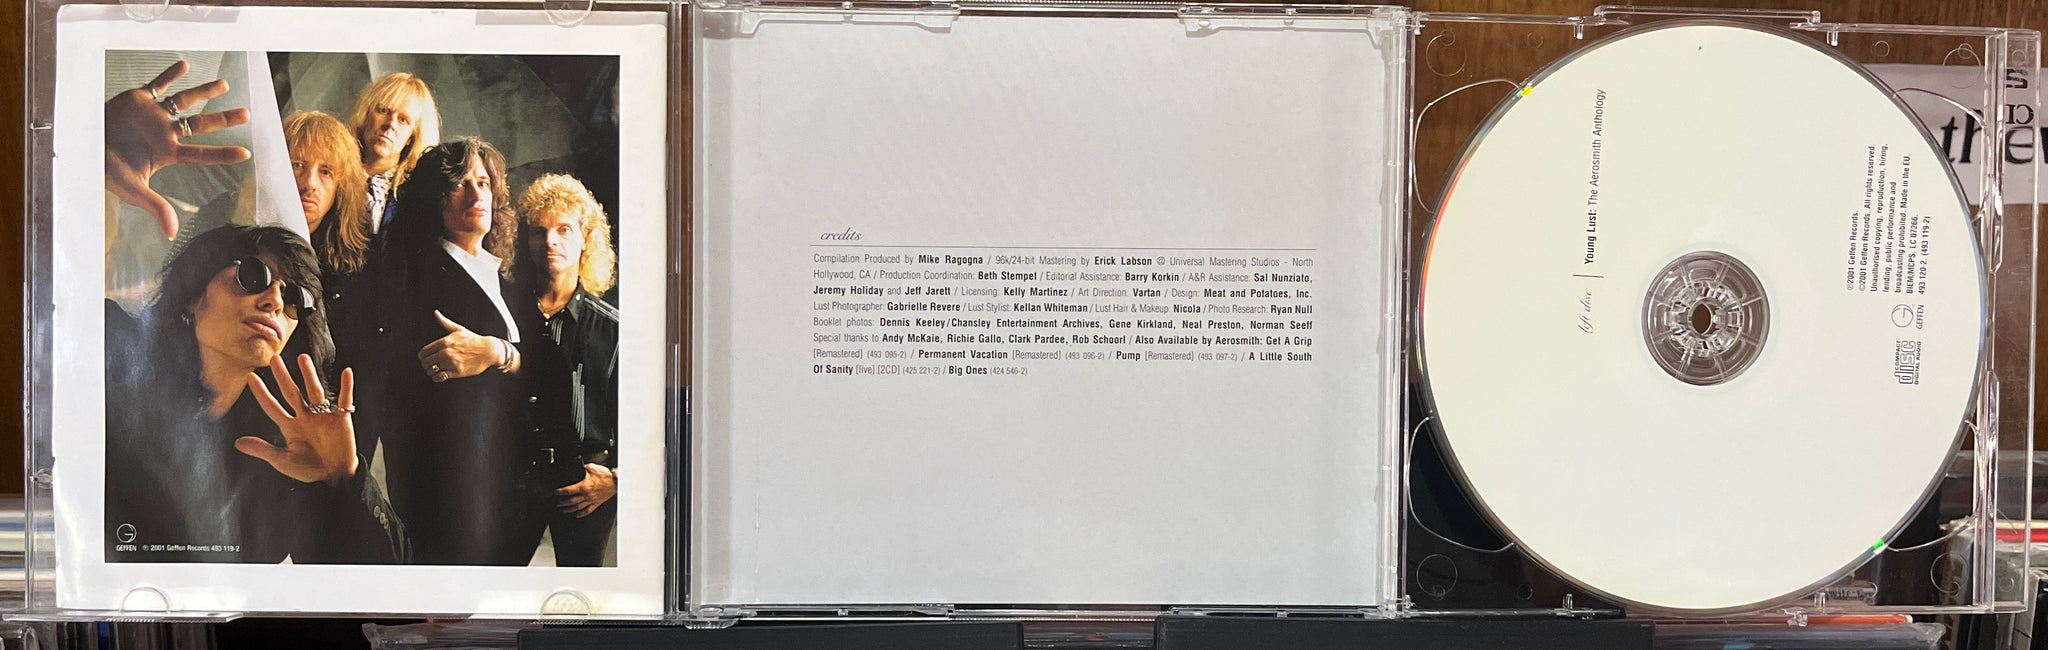 GEFFEN ℗ 2001 Geffen Records 493 119-2
credits
Compilation Produced by Mike Ragogna / 96k/24-bit Mastering by Erick Labson @ Universal Mastering Studios - North
Hollywood, CA / Production Coordination: Beth Stempel / Editorial Assistance: Barry Korkin / A&R Assistance: Sal Nunziato,
Jeremy Holiday and Jeff Jarett / Licensing: Kelly Martinez / Art Direction: Vartan / Design: Meat and Potatoes, Inc.
Lust Photographer: Gabrielle Revere / Lust Stylist: Kellan Whiteman / Lust Hair & Makeup: Nicola / Photo Research: Ryan Null
Booklet photos: Dennis Keeley/Chansley Entertainment Archives, Gene Kirkland, Neal Preston, Norman Seeff
Special thanks to Andy McKaie, Richie Gallo, Clark Pardee, Rob Schoorl / Also Available by Aerosmith: Get A Grip
[Remastered] (493 095-2) / Permanent Vacation [Remastered] (493 096-2) / Pump [Remastered] (493 097-2) / A Little South
Of Sanity [live] [2CD] (425 221-2) / Big Ones (424 546-2)
left disc | Young Lust: The Aerosmith Anthology
℗2001 Geffen Records.
©2001 Geffen Records. All rights reserved.
Unauthorised copying, reproduction, hiring,
lending, public performance and
broadcasting prohibited. Made in the EU.
BIEM/MCPS. LC 07266.
493 120-2. (493 119-2)
GEFFEN
COMPACT
disc
DIGITAL AUDIO